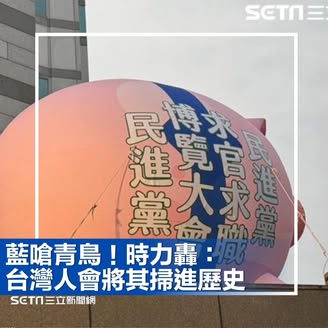 SETN三立
民進黨
求官求職
博覽大會
民進黨
藍嗆青鳥！時力轟：
台灣人會將其掃進歷史
SETN三立新聞網